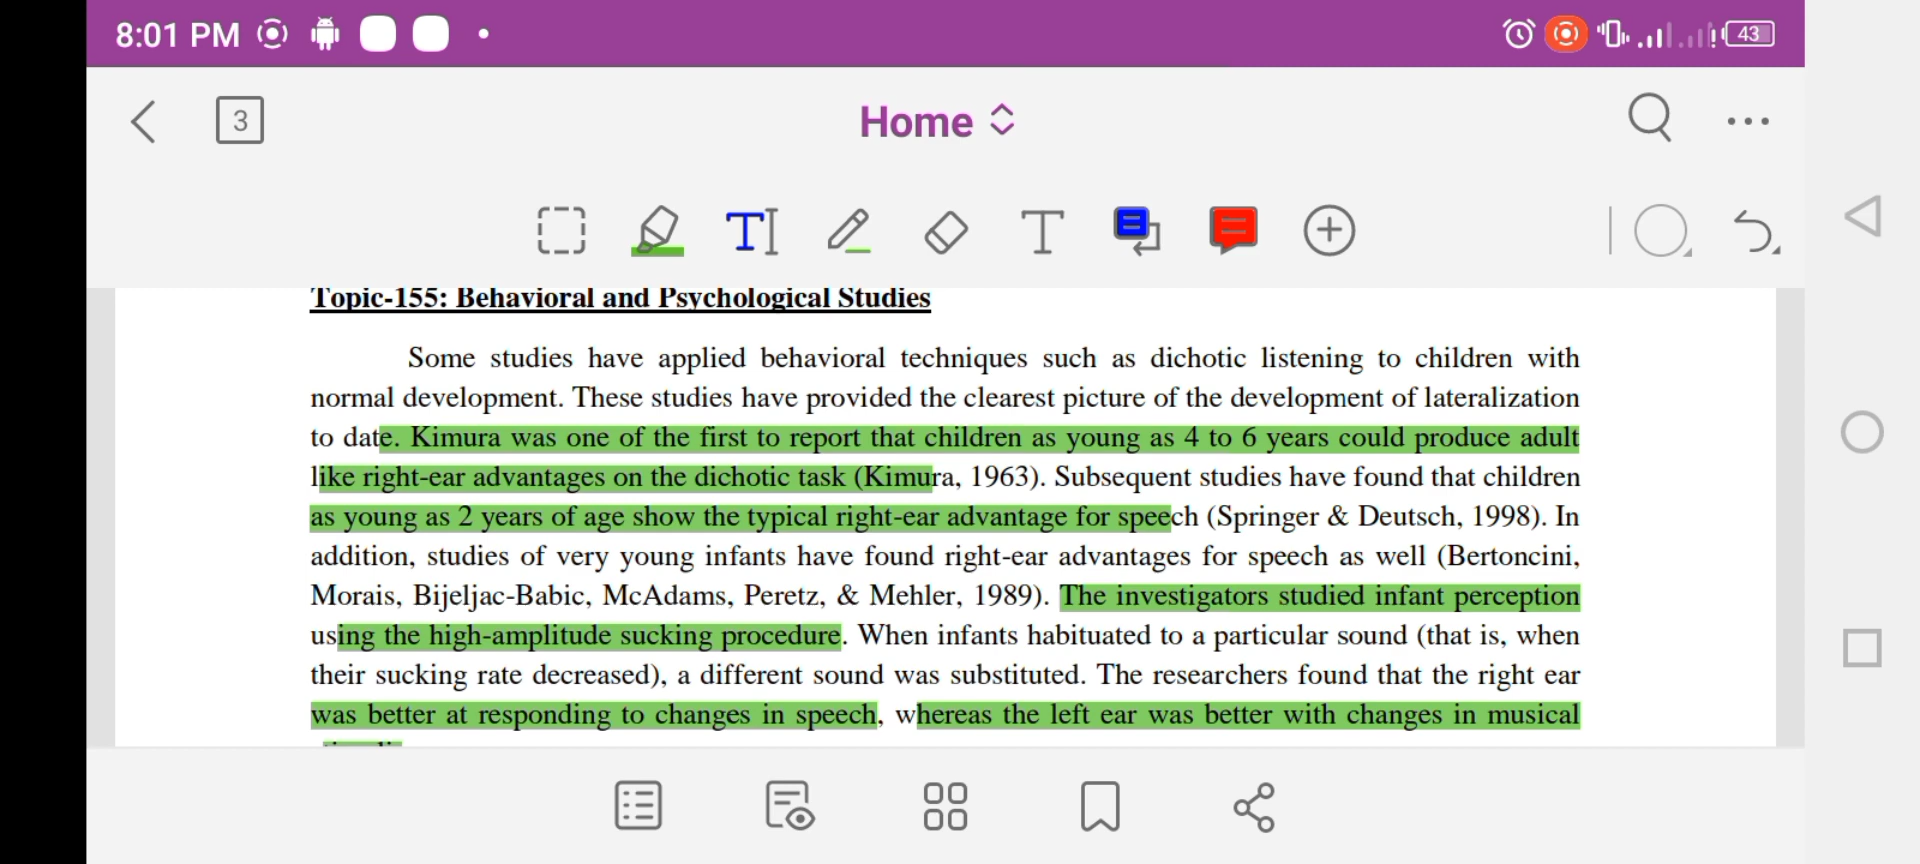 8:01 PM
43
3
Home
Topic-155: Behavioral and Psychological Studies
Some studies have applied behavioral techniques such as dichotic listening to children with
normal development. These studies have provided the clearest picture of the development of lateralization
to date. Kimura was one of the first to report that children as young as 4 to 6 years could produce adult
like right-ear advantages on the dichotic task (Kimura, 1963). Subsequent studies have found that children
as young as 2 years of age show the typical right-ear advantage for speech (Springer & Deutsch, 1998). In
addition, studies of very young infants have found right-ear advantages for speech as well (Bertoncini,
Morais, Bijeljac-Babic, McAdams, Peretz, & Mehler, 1989). The investigators studied infant perception
using the high-amplitude sucking procedure. When infants habituated to a particular sound (that is, when
their sucking rate decreased), a different sound was substituted. The researchers found that the right ear
was better at responding to changes in speech, whereas the left ear was better with changes in musical